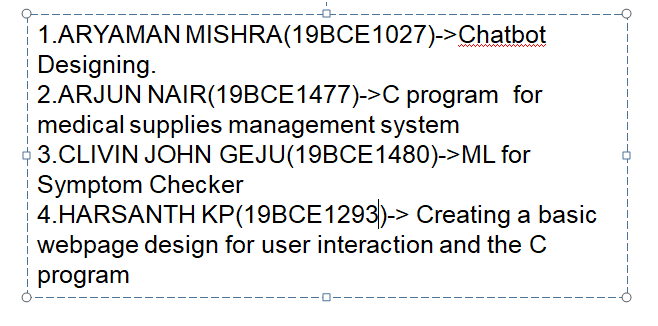 1.ARYAMAN MISHRA(19BCE1027)->Chatbot
Designing.
2.ARJUN NAIR(19BCE1477)->C program  for
medical supplies management system
3.CLIVIN JOHN GEJU(19BCE1480)->ML for
Symptom Checker
4.HARSANTH KP(19BCE1293)-> Creating a basic
webpage design for user interaction and the C
program